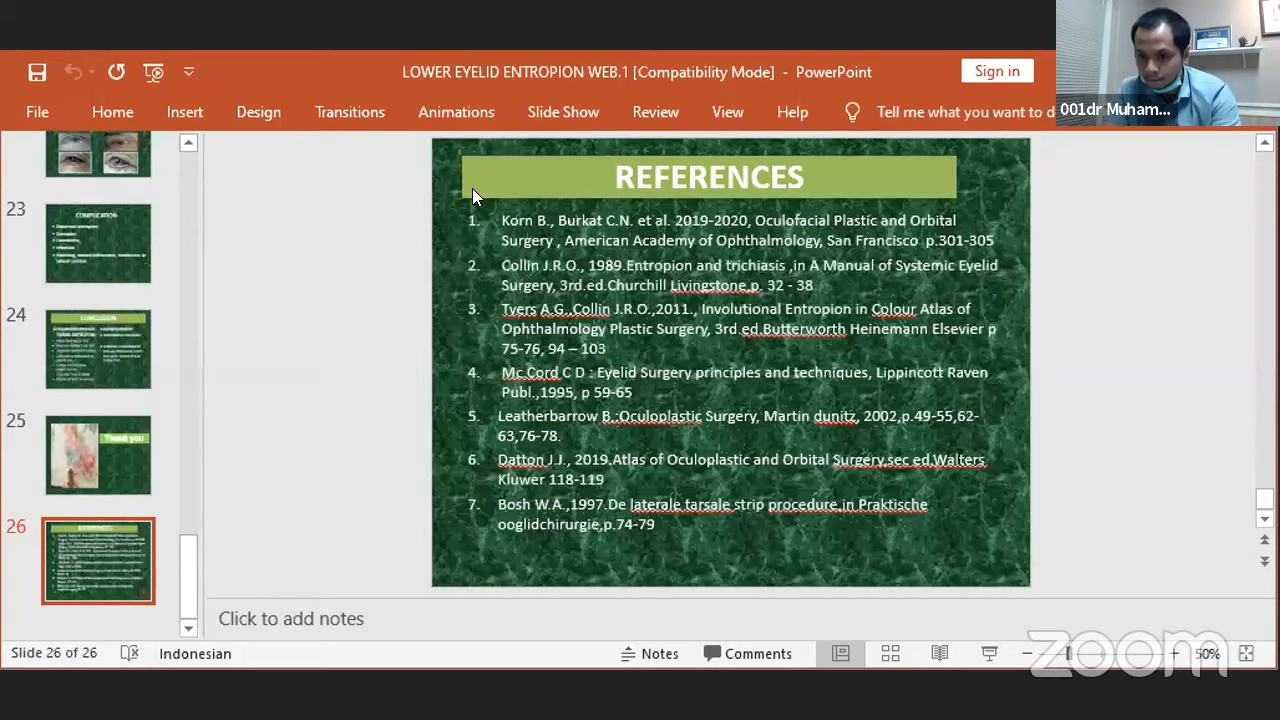 001dr Muham...
LOWER EYELID ENTROPION WEB.1 [Compatibility Mode] - PowerPoint
Sign in
File Home Insert Design Transitions Animations Slide Show Review View Help Tell me what you want to d
REFERENCES
1. Korn B., Burkat C.N. et al. 2019-2020, Oculofacial Plastic and Orbital
Surgery , American Academy of Ophthalmology, San Francisco p.301-305
2. Collin J.R.O., 1989.Entropion and trichiasis ,in A Manual of Systemic Eyelid
Surgery, 3rd.ed.Churchill Livingstone,p. 32 - 38
3. Tyers A.G.,Collin J.R.O.,2011., Involutional Entropion in Colour Atlas of
Ophthalmology Plastic Surgery, 3rd.ed.Butterworth Heinemann Elsevier p
75-76, 94 – 103
4. Mc.Cord C D : Eyelid Surgery principles and techniques, Lippincott Raven
Publ.,1995, p 59-65
5. Leatherbarrow B.:Oculoplastic Surgery, Martin dunitz, 2002,p.49-55,62-
63,76-78.
6. Datton J.J., 2019.Atlas of Oculoplastic and Orbital Surgery,sec ed.Walters
Kluwer 118-119
7. Bosh W.A.,1997.De laterale tarsale strip procedure,in Praktische
ooglidchirurgie,p.74-79
23
COMPLICATION
24
CONCLUSION
25
Thank you
26
REFERENCES
Click to add notes
Slide 26 of 26 Indonesian Notes Comments 50%
zoom